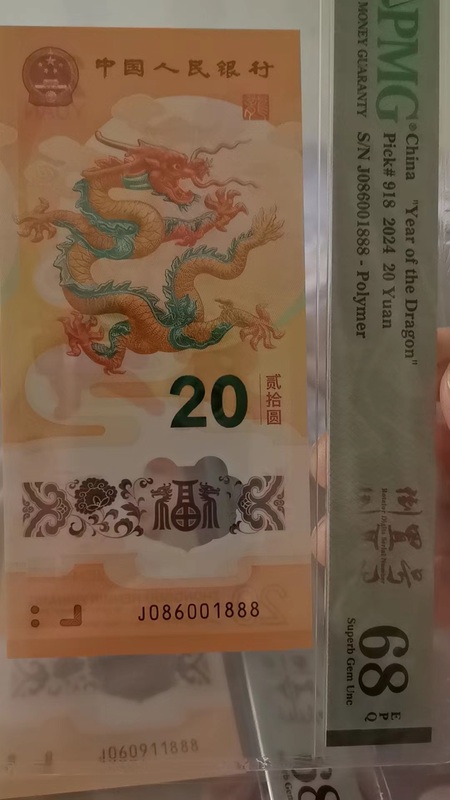 中国人民银行
20
贰拾圆
福
J086001888
PMG
MONEY GUARANTY
®
China "Year of the Dragon"
Pick# 918 2024 20 Yuan
S/N J086001888 - Polymer
68 EPQ
Superb Gem Unc
J060911888